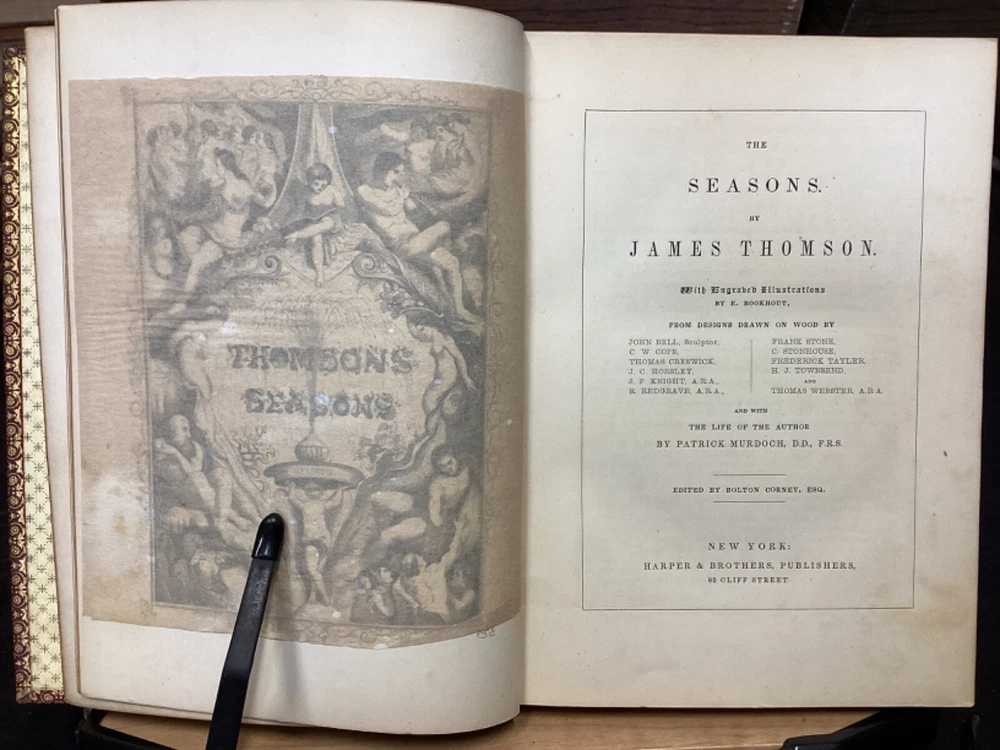 THOMSON'S
SEASONS
THE
SEASONS.
BY
JAMES THOMSON.
With Engraved Illustrations
BY E. BOOKHOUT,
FROM DESIGNS DRAWN ON WOOD BY
JOHN BELL, Sculptor,
C. W COPE,
THOMAS CRESWICK,
J. C. HORSLEY,
J. P. KNIGHT, A.R.A.,
R. REDGRAVE, A.R.A.,
FRANK STONE,
C. STONHOUSE,
FREDERICK TAYLER,
H. J. TOWNSEND,
AND
THOMAS WEBSTER, A.R.A.
AND WITH
THE LIFE OF THE AUTHOR
BY PATRICK MURDOCH, D.D., F.R.S.
EDITED BY BOLTON CORNEY, ESQ.
NEW YORK:
HARPER & BROTHERS, PUBLISHERS,
82 CLIFF STREET.